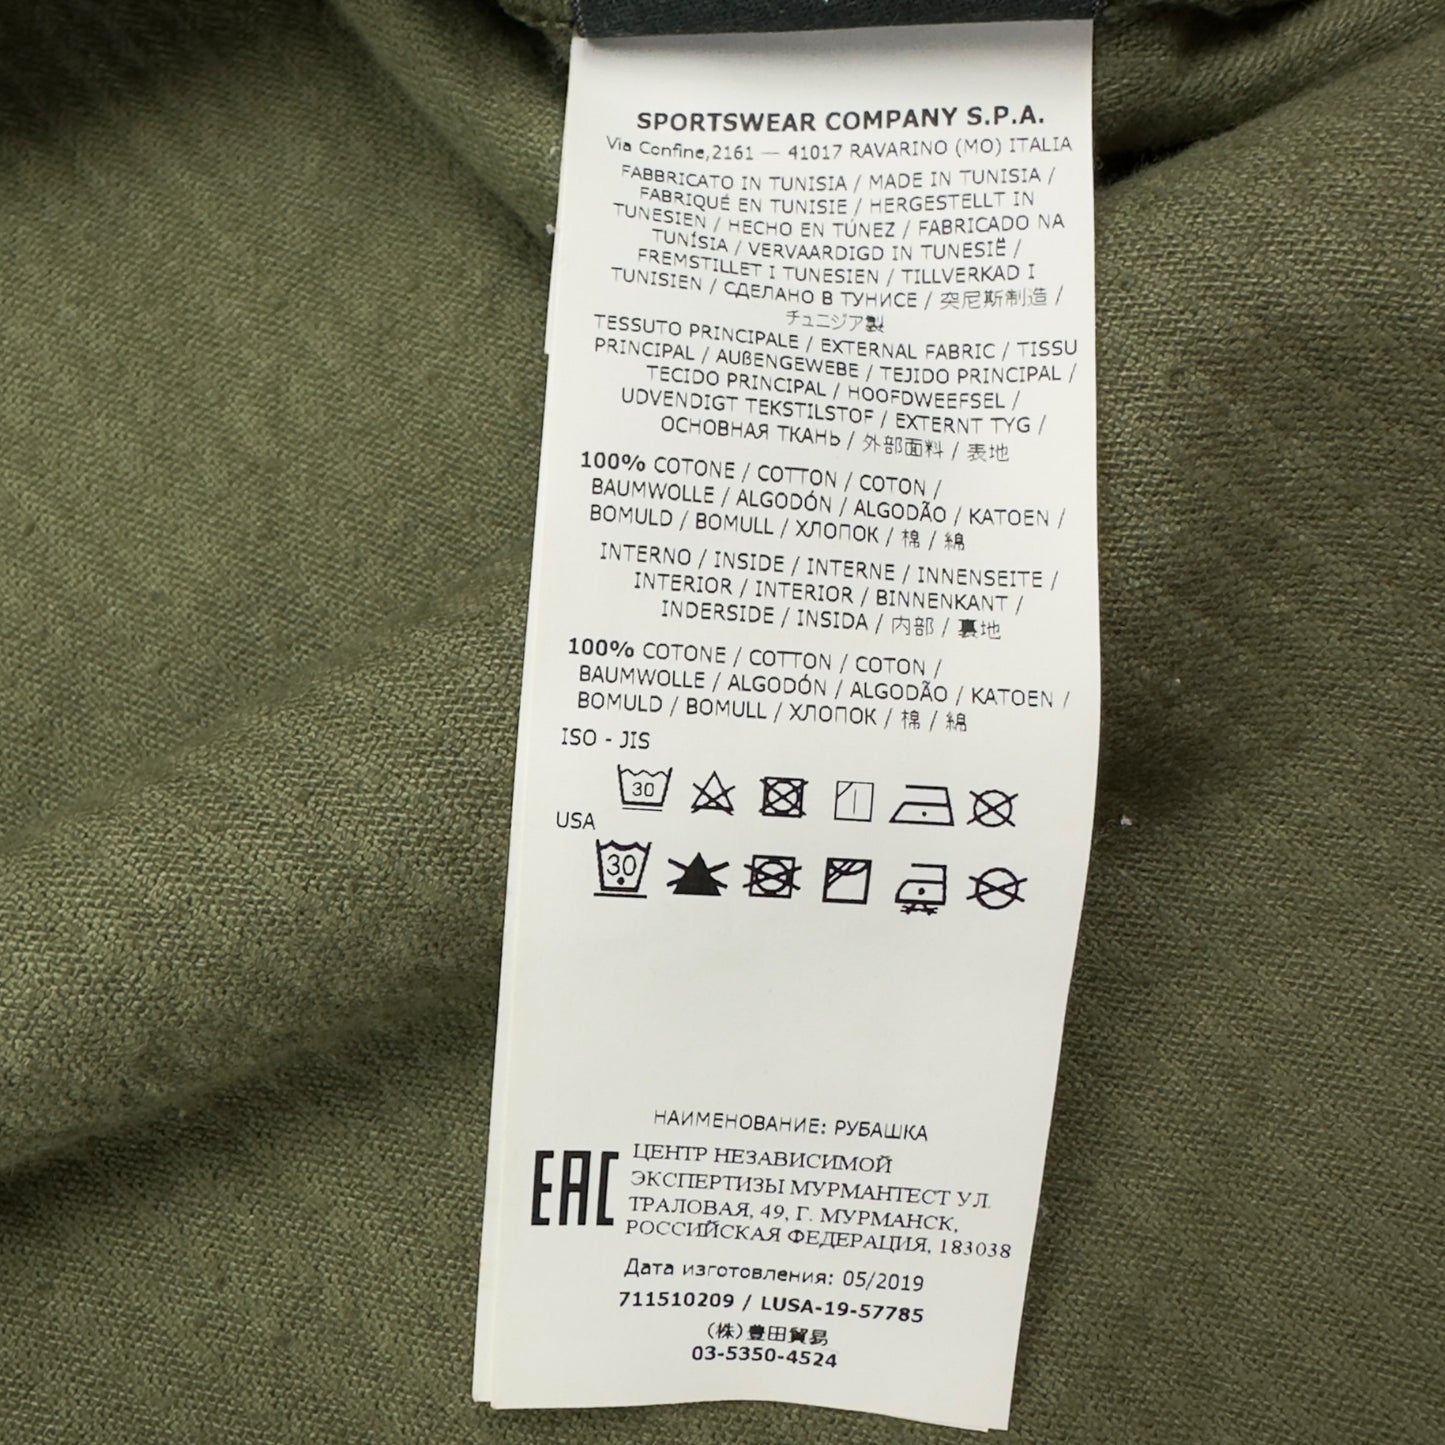 SPORTSWEAR COMPANY S.P.A.
Via Confine,2161 — 41017 RAVARINO (MO) ITALIA
FABBRICATO IN TUNISIA / MADE IN TUNISIA /
FABRIQUÉ EN TUNISIE / HERGESTELLT IN
TUNESIEN / HECHO EN TÚNEZ / FABRICADO NA
TUNÍSIA / VERVAARDIGD IN TUNESIË /
FREMSTILLET I TUNESIEN / TILLVERKAD I
TUNISIEN / СДЕЛАНО В ТУНИСЕ / 突尼斯制造 /
チュニジア製
TESSUTO PRINCIPALE / EXTERNAL FABRIC / TISSU
PRINCIPAL / AUßENGEWEBE / TEJIDO PRINCIPAL /
TECIDO PRINCIPAL / HOOFDWEEFSEL /
UDVENDIGT TEKSTILSTOF / EXTERNT TYG /
ОСНОВНАЯ ТКАНЬ / 外部面料 / 表地
100% COTONE / COTTON / COTON /
BAUMWOLLE / ALGODÓN / ALGODÃO / KATOEN /
BOMULD / BOMULL / ХЛОПОК / 棉 / 綿
INTERNO / INSIDE / INTERNE / INNENSEITE /
INTERIOR / INTERIOR / BINNENKANT /
INDERSIDE / INSIDA / 内部 / 裏地
100% COTONE / COTTON / COTON /
BAUMWOLLE / ALGODÓN / ALGODÃO / KATOEN /
BOMULD / BOMULL / ХЛОПОК / 棉 / 綿
ISO - JIS
30
USA
30
НАИМЕНОВАНИЕ: РУБАШКА
EAC
ЦЕНТР НЕЗАВИСИМОЙ
ЭКСПЕРТИЗЫ МУРМАНТЕСТ УЛ.
ТРАЛОВАЯ, 49, Г. МУРМАНСК,
РОССИЙСКАЯ ФЕДЕРАЦИЯ, 183038
Дата изготовления: 05/2019
711510209 / LUSA-19-57785
(株)豊田貿易
03-5350-4524